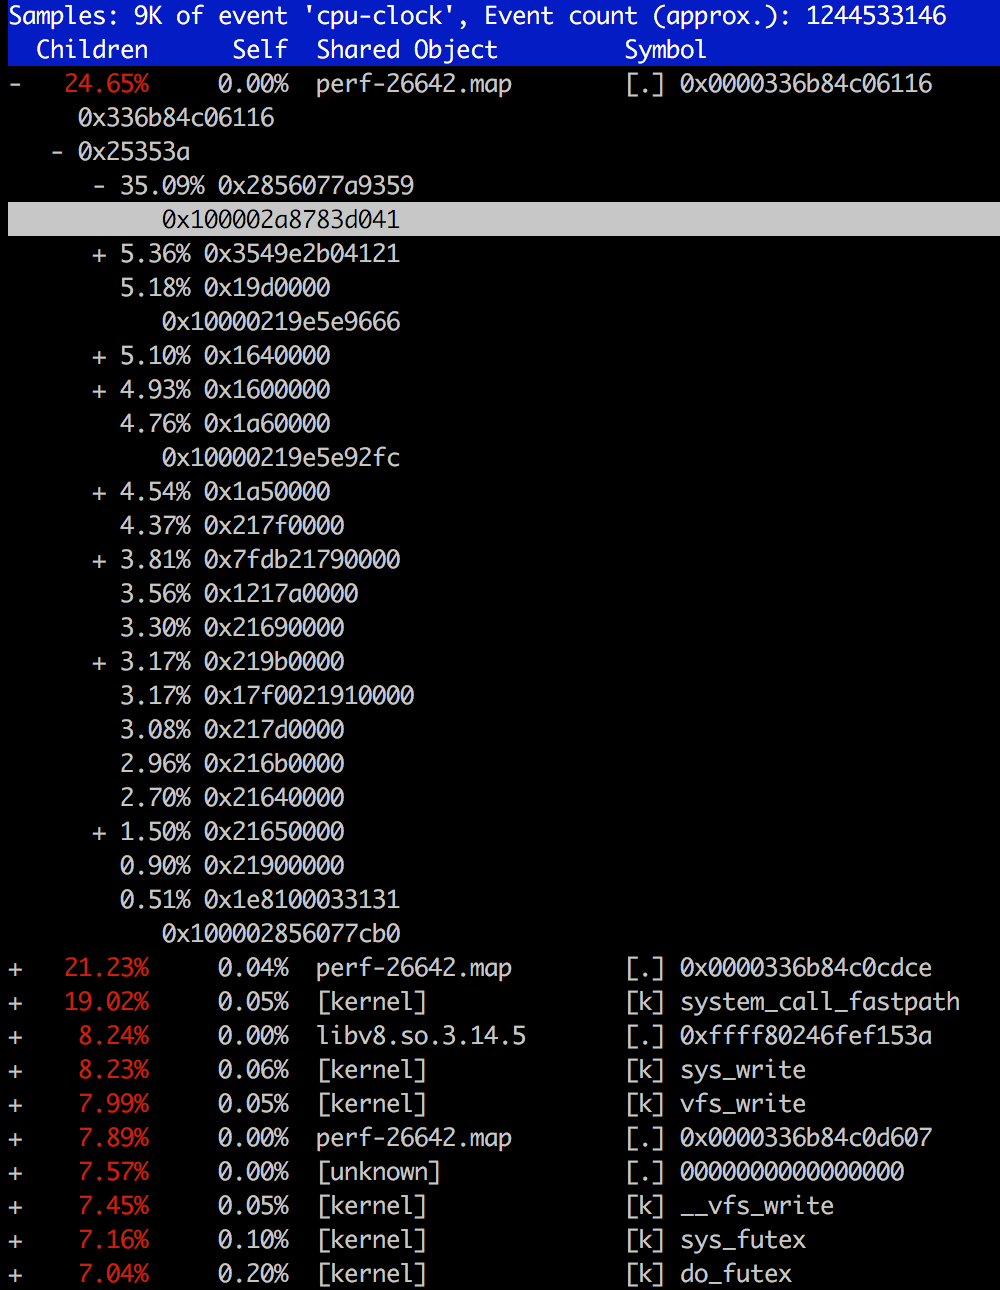 Samples: 9K of event 'cpu-clock', Event count (approx.): 1244533146
Children Self Shared Object Symbol
- 24.65% 0.00% perf-26642.map [.] 0x0000336b84c06116
0x336b84c06116
- 0x25353a
- 35.09% 0x2856077a9359
0x100002a8783d041
+ 5.36% 0x3549e2b04121
5.18% 0x19d0000
0x10000219e5e9666
+ 5.10% 0x1640000
+ 4.93% 0x1600000
4.76% 0x1a60000
0x10000219e5e92fc
+ 4.54% 0x1a50000
4.37% 0x217f0000
+ 3.81% 0x7fdb21790000
3.56% 0x1217a0000
3.30% 0x21690000
+ 3.17% 0x219b0000
3.17% 0x17f0021910000
3.08% 0x217d0000
2.96% 0x216b0000
2.70% 0x21640000
+ 1.50% 0x21650000
0.90% 0x21900000
0.51% 0x1e8100033131
0x100002856077cb0
+ 21.23% 0.04% perf-26642.map [.] 0x0000336b84c0cdce
+ 19.02% 0.05% [kernel] [k] system_call_fastpath
+ 8.24% 0.00% libv8.so.3.14.5 [.] 0xffff80246fef153a
+ 8.23% 0.06% [kernel] [k] sys_write
+ 7.99% 0.05% [kernel] [k] vfs_write
+ 7.89% 0.00% perf-26642.map [.] 0x0000336b84c0d607
+ 7.57% 0.00% [unknown] [.] 0000000000000000
+ 7.45% 0.05% [kernel] [k] __vfs_write
+ 7.16% 0.10% [kernel] [k] sys_futex
+ 7.04% 0.20% [kernel] [k] do_futex